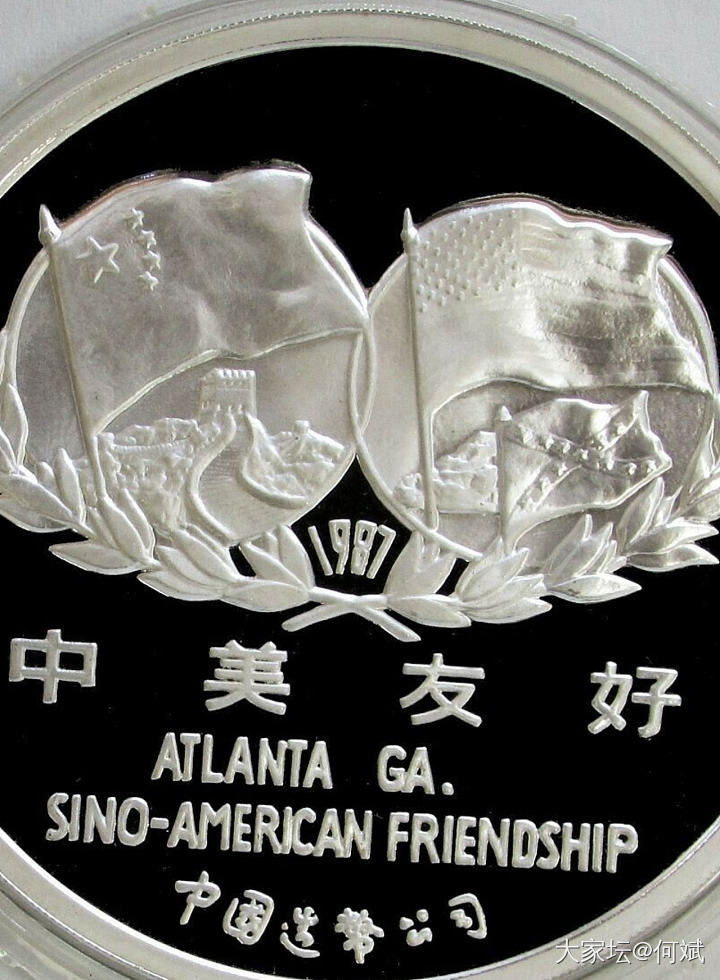 1987
中美友好
ATLANTA GA.
SINO-AMERICAN FRIENDSHIP
中国造幣公司
大家坛@何斌